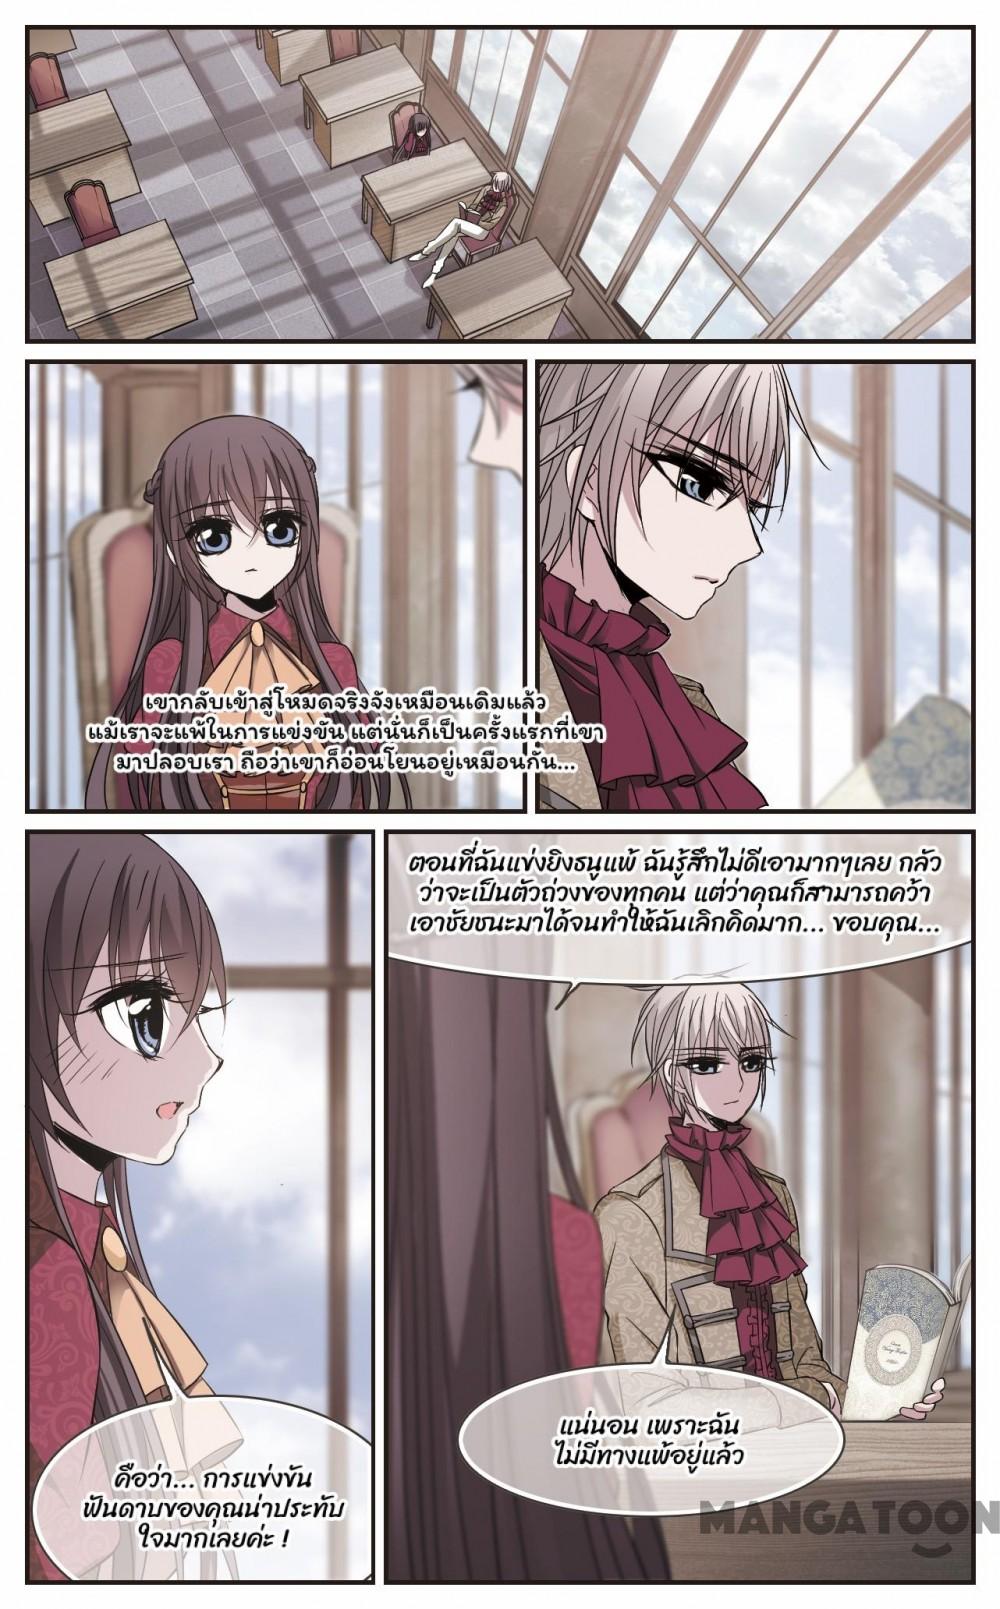 เขากลับเข้าสู่โหมดจริงจังเหมือนเดิมแล้ว
แม้เราจะแพ้ในการแข่งขัน แต่นั่นก็เป็นครั้งแรกที่เขา
มาปลอบเรา ถือว่าเขาก็อ่อนโยนอยู่เหมือนกัน...
คือว่า... การแข่งขัน
ฟันดาบของคุณน่าประทับ
ใจมากเลยค่ะ !
ตอนที่ฉันแข่งยิงธนูแพ้ ฉันรู้สึกไม่ดีเอามากๆเลย กลัว
ว่าจะเป็นตัวถ่วงของทุกคน แต่ว่าคุณก็สามารถคว้า
เอาชัยชนะมาได้จนทำให้ฉันเลิกคิดมาก... ขอบคุณ...
แน่นอน เพราะฉัน
ไม่มีทางแพ้อยู่แล้ว
MANGATOON